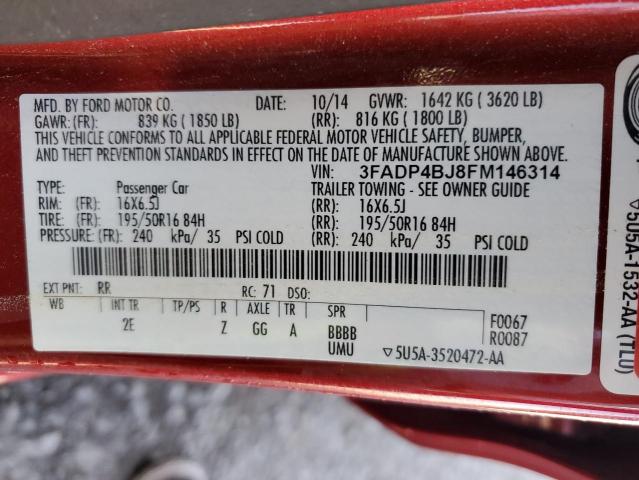 MFD. BY FORD MOTOR CO. DATE: 10/14 GVWR: 1642 KG ( 3620 LB)
GAWR: (FR): 839 KG ( 1850 LB) (RR): 816 KG ( 1800 LB)
THIS VEHICLE CONFORMS TO ALL APPLICABLE FEDERAL MOTOR VEHICLE SAFETY, BUMPER,
AND THEFT PREVENTION STANDARDS IN EFFECT ON THE DATE OF MANUFACTURE SHOWN ABOVE.
VIN: 3FADP4BJ8FM146314
TYPE: Passenger Car TRAILER TOWING - SEE OWNER GUIDE
RIM: (FR): 16X6.5J (RR): 16X6.5J
TIRE: (FR): 195/50R16 84H (RR): 195/50R16 84H
PRESSURE: (FR): 240 kPa/ 35 PSI COLD (RR): 240 kPa/ 35 PSI COLD
EXT PNT: RR RC: 71 DSO:
WB INT TR TP/PS R AXLE TR SPR F0067
2E Z GG A BBBB R0087
UMU ▽5U5A-3520472-AA
▽5U5A-1532-AA (TLU)